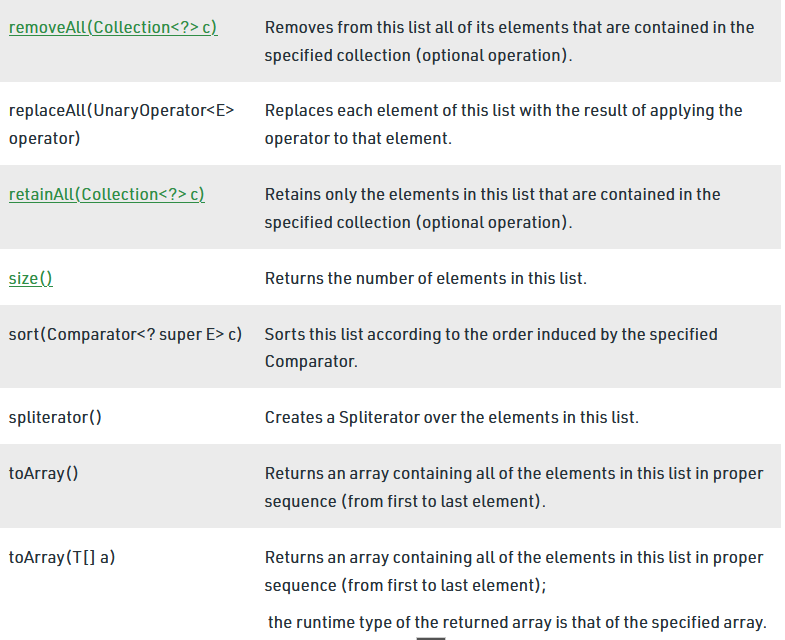 removeAll(Collection<?> c)
Removes from this list all of its elements that are contained in the
specified collection (optional operation).
replaceAll(UnaryOperator<E>
operator)
Replaces each element of this list with the result of applying the
operator to that element.
retainAll(Collection<?> c)
Retains only the elements in this list that are contained in the
specified collection (optional operation).
size()
Returns the number of elements in this list.
sort(Comparator<? super E> c)
Sorts this list according to the order induced by the specified
Comparator.
spliterator()
Creates a Spliterator over the elements in this list.
toArray()
Returns an array containing all of the elements in this list in proper
sequence (from first to last element).
toArray(T[] a)
Returns an array containing all of the elements in this list in proper
sequence (from first to last element);
the runtime type of the returned array is that of the specified array.